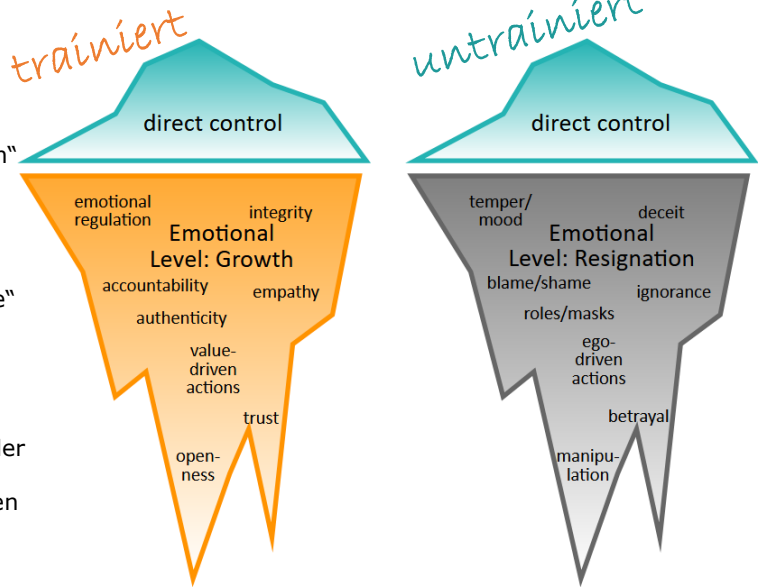 trainiert
direct control
emotional
regulation
integrity
Emotional
Level: Growth
accountability
empathy
authenticity
value-
driven
actions
trust
open-
ness
untrainiert
direct control
temper/
mood
deceit
Emotional
Level: Resignation
blame/shame
ignorance
roles/masks
ego-
driven
actions
betrayal
manipu-
lation